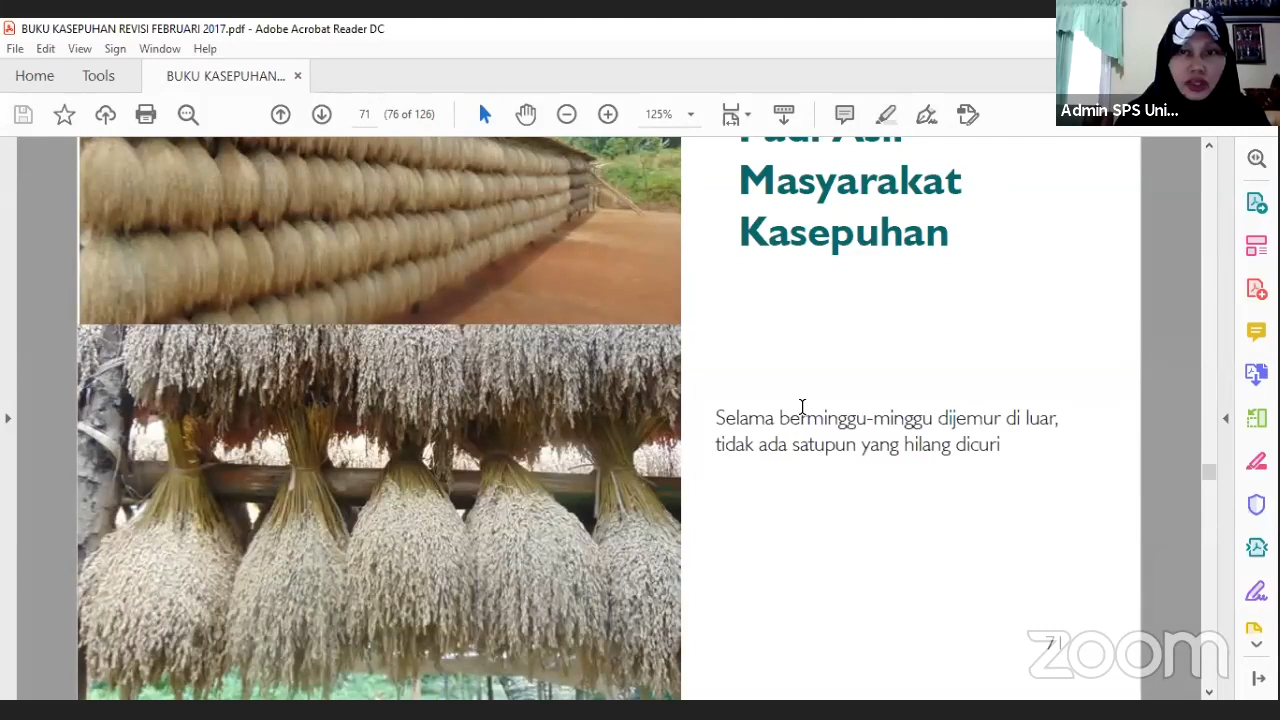 BUKU KASEPUHAN REVISI FEBRUARI 2017.pdf - Adobe Acrobat Reader DC
File Edit View Sign Window Help
Home Tools BUKU KASEPUHAN... ×
71 (76 of 126) 125%
Admin SPS Uni...
Padi Asli
Masyarakat
Kasepuhan
Selama berminggu-minggu dijemur di luar,
tidak ada satupun yang hilang dicuri
71
zoom